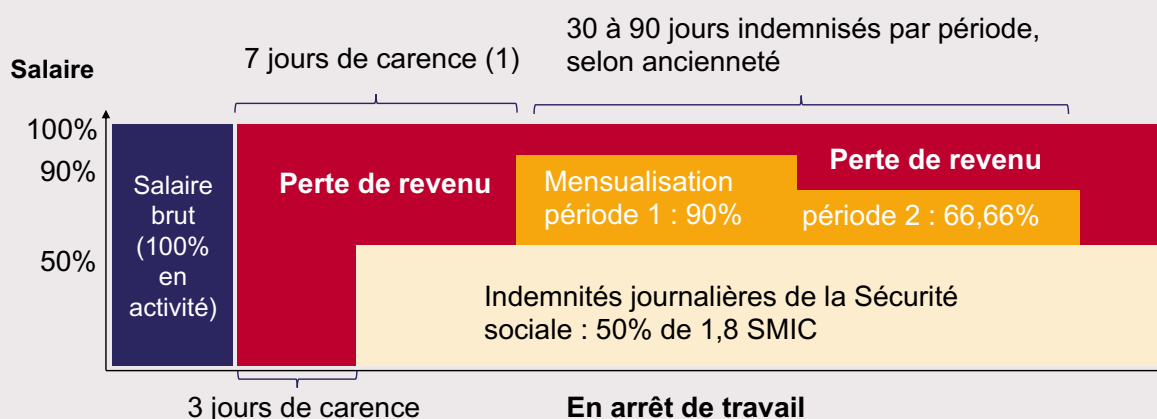 30 à 90 jours indemnisés par période,
selon ancienneté
7 jours de carence (1)
Salaire
100%
90%
50%
Salaire
brut
(100%
en
activité)
Perte de revenu
Mensualisation
période 1 : 90%
Perte de revenu
période 2 : 66,66%
Indemnités journalières de la Sécurité
sociale : 50% de 1,8 SMIC
3 jours de carence
En arrêt de travail